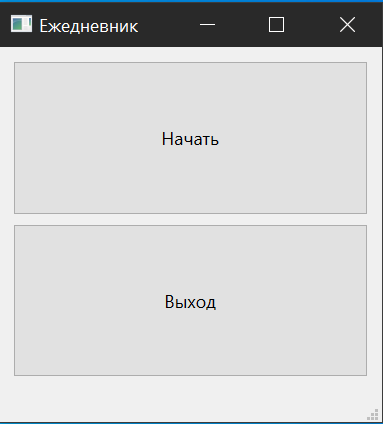 Ежедневник
Начать
Выход